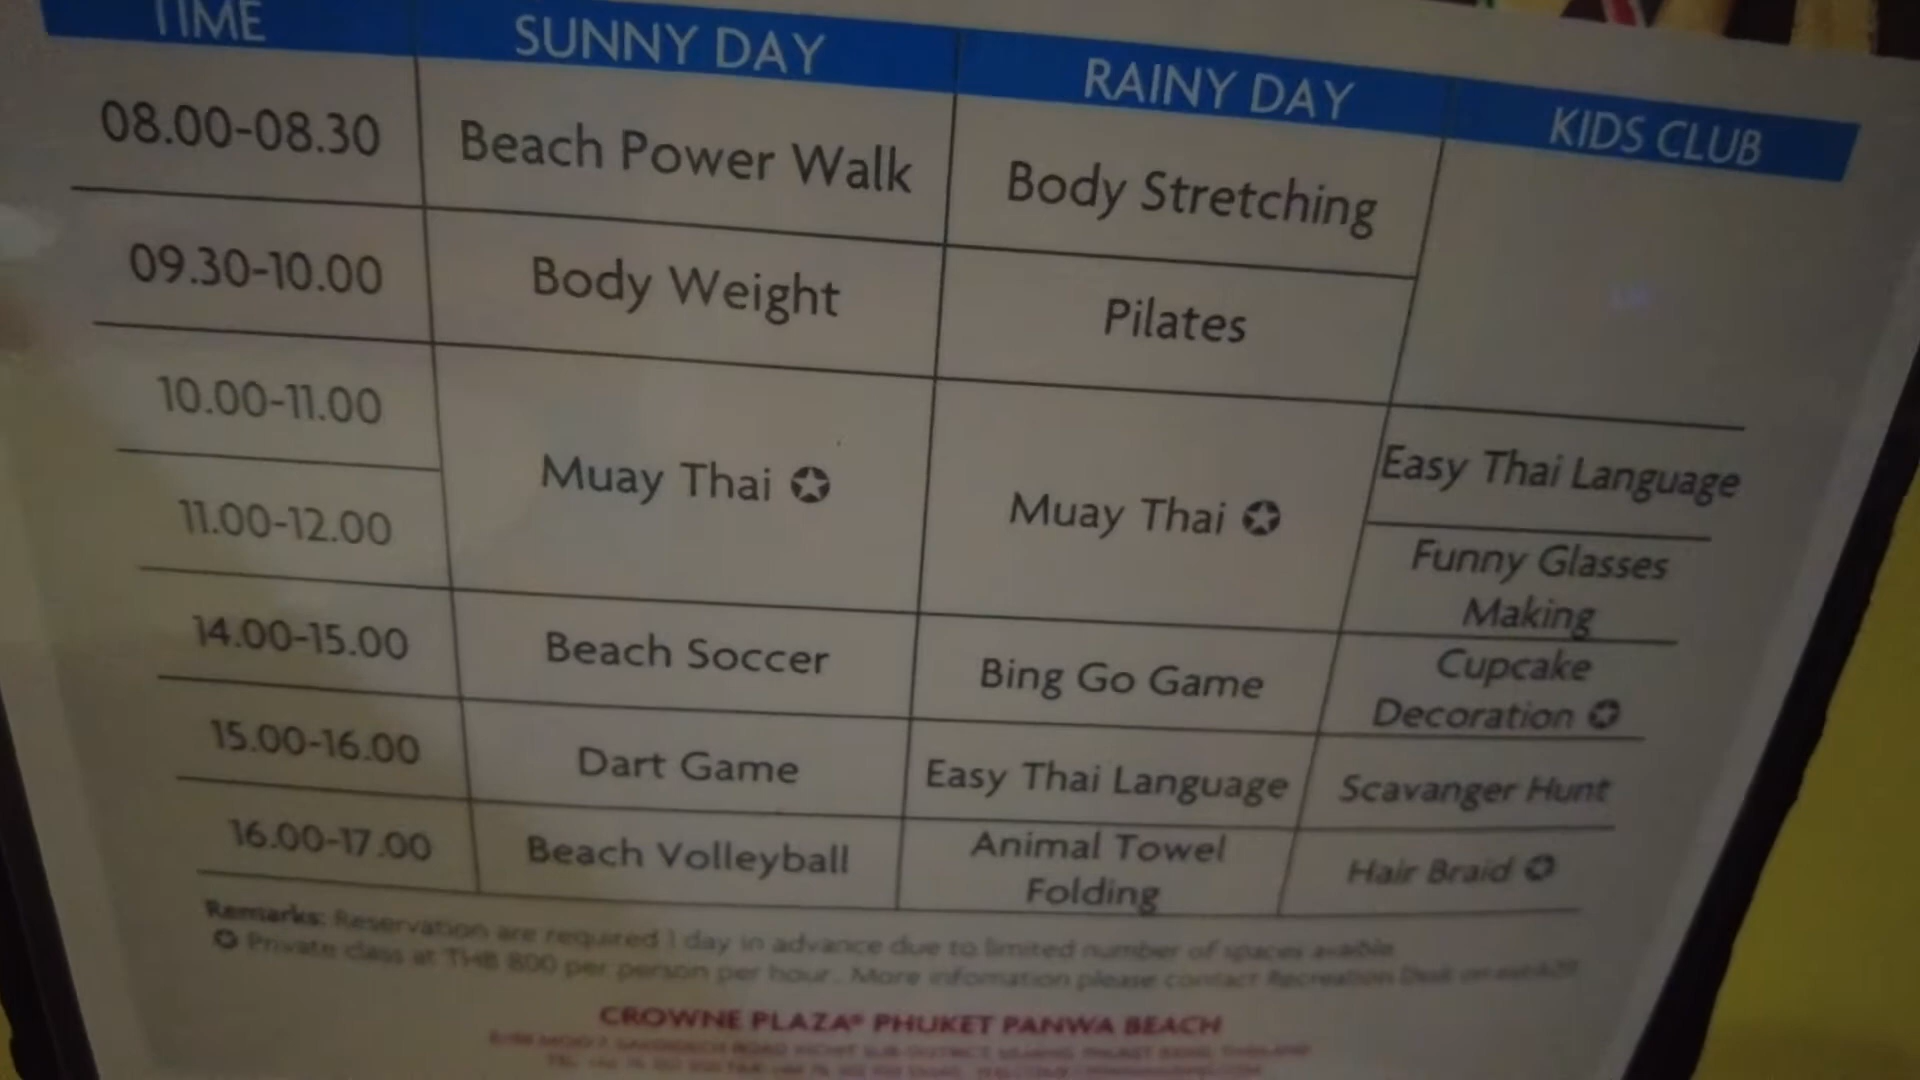 TIME SUNNY DAY RAINY DAY KIDS CLUB
08.00-08.30 Beach Power Walk Body Stretching
09.30-10.00 Body Weight Pilates
10.00-11.00 Muay Thai ✪ Muay Thai ✪ Easy Thai Language
11.00-12.00 Funny Glasses Making
14.00-15.00 Beach Soccer Bing Go Game Cupcake Decoration ✪
15.00-16.00 Dart Game Easy Thai Language Scavanger Hunt
16.00-17.00 Beach Volleyball Animal Towel Folding Hair Braid ✪
Remarks: Reservation are required 1 day in advance due to limited number of spaces
✪ Private class at THB 800 per person per hour. More infomation please contact Recreation Desk on
CROWNE PLAZA® PHUKET PANWA BEACH